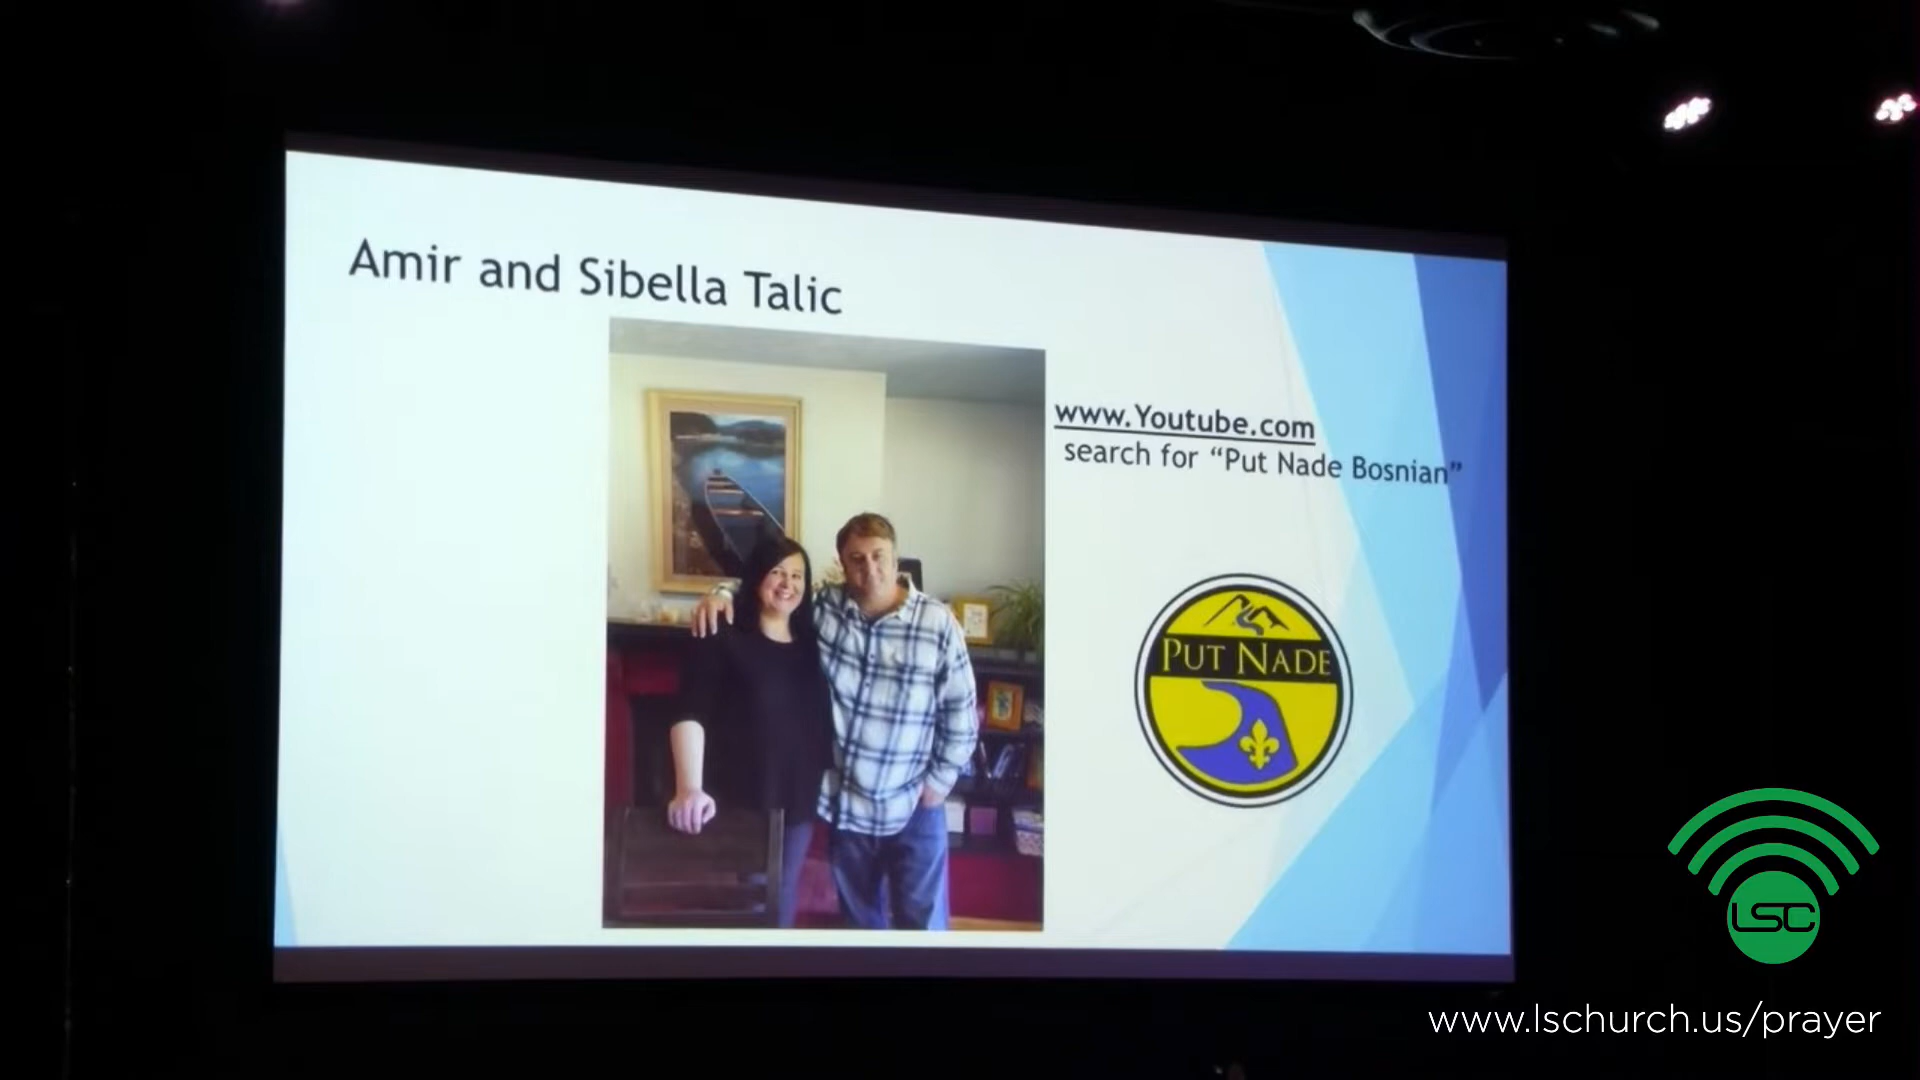 Amir and Sibella Talic
www.Youtube.com
search for “Put Nade Bosnian”
PUT NADE
LSC
www.lschurch.us/prayer